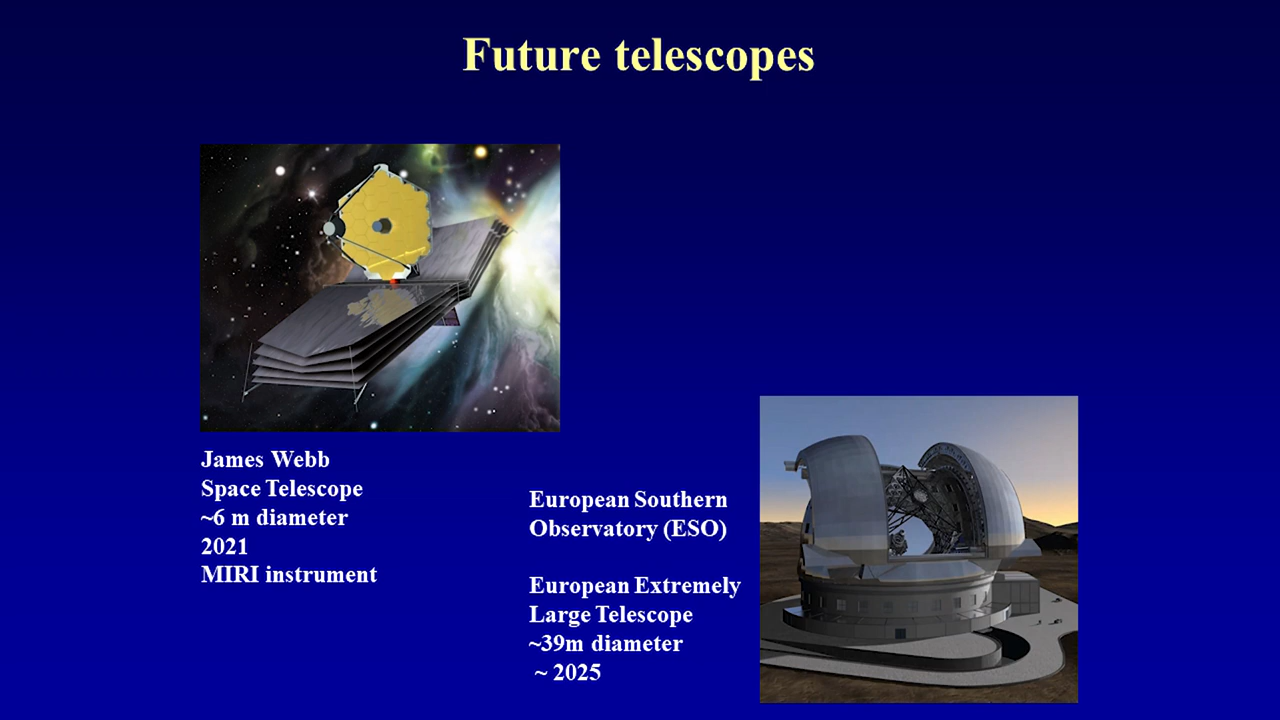 Future telescopes
James Webb
Space Telescope
~6 m diameter
2021
MIRI instrument
European Southern
Observatory (ESO)
European Extremely
Large Telescope
~39m diameter
~ 2025